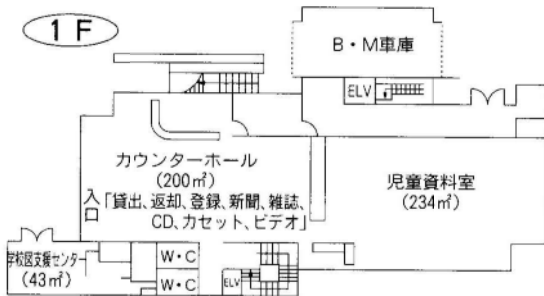 1F
B・M車庫
ELV
カウンターホール
(200㎡)
児童資料室
(234㎡)
入口
「貸出、返却、登録、新聞、雑誌、
CD、カセット、ビデオ」
学校図支援センター
(43㎡)
W・C
W・C
ELV